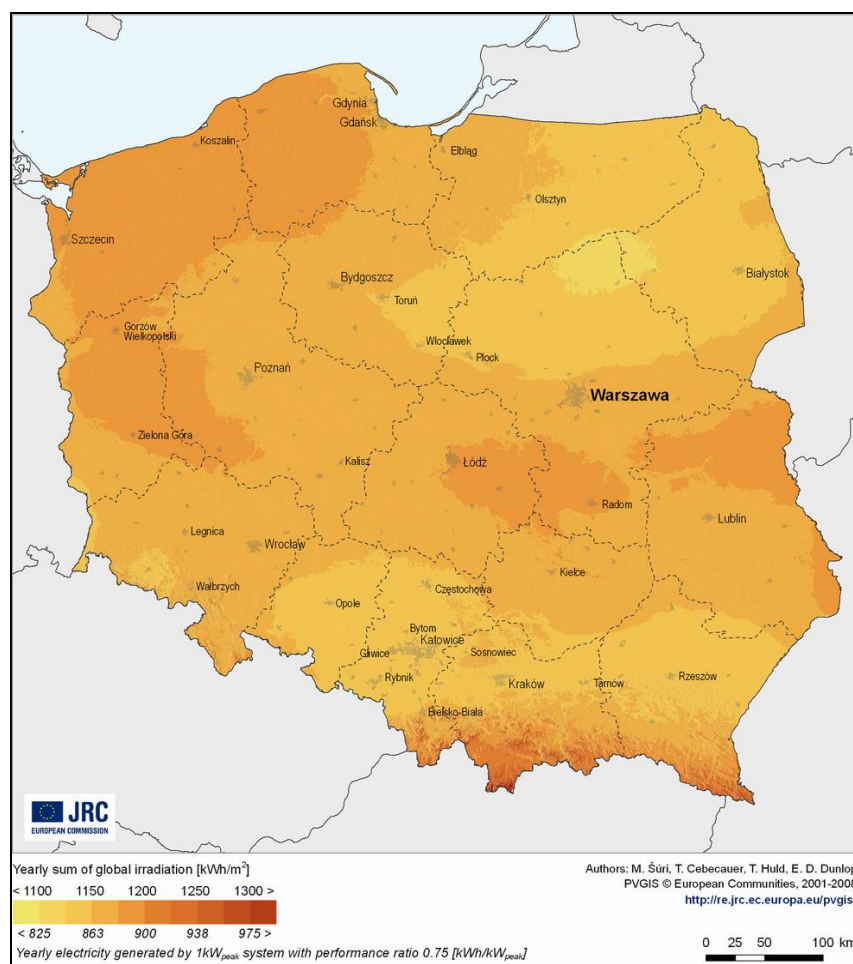 Gdynia
Gdańsk
Koszalin
Elbląg
Olsztyn
Szczecin
Białystok
Bydgoszcz
Toruń
Gorzów
Wielkopolski
Włocławek
Płock
Poznań
Warszawa
Zielona Góra
Kalisz
Łódź
Radom
Lublin
Legnica
Wrocław
Kielce
Wałbrzych
Częstochowa
Opole
Bytom
Katowice
Gliwice
Sosnowiec
Rybnik
Kraków
Tarnów
Rzeszów
Bielsko-Biała
JRC
EUROPEAN COMMISSION
Yearly sum of global irradiation [kWh/m²]
< 1100 1150 1200 1250 1300 >
< 825 863 900 938 975 >
Yearly electricity generated by 1kWpeak system with performance ratio 0.75 [kWh/kWpeak]
Authors: M. Šúri, T. Cebecauer, T. Huld, E. D. Dunlop
PVGIS © European Communities, 2001-2008
http://re.jrc.ec.europa.eu/pvgis
0 25 50 100 km